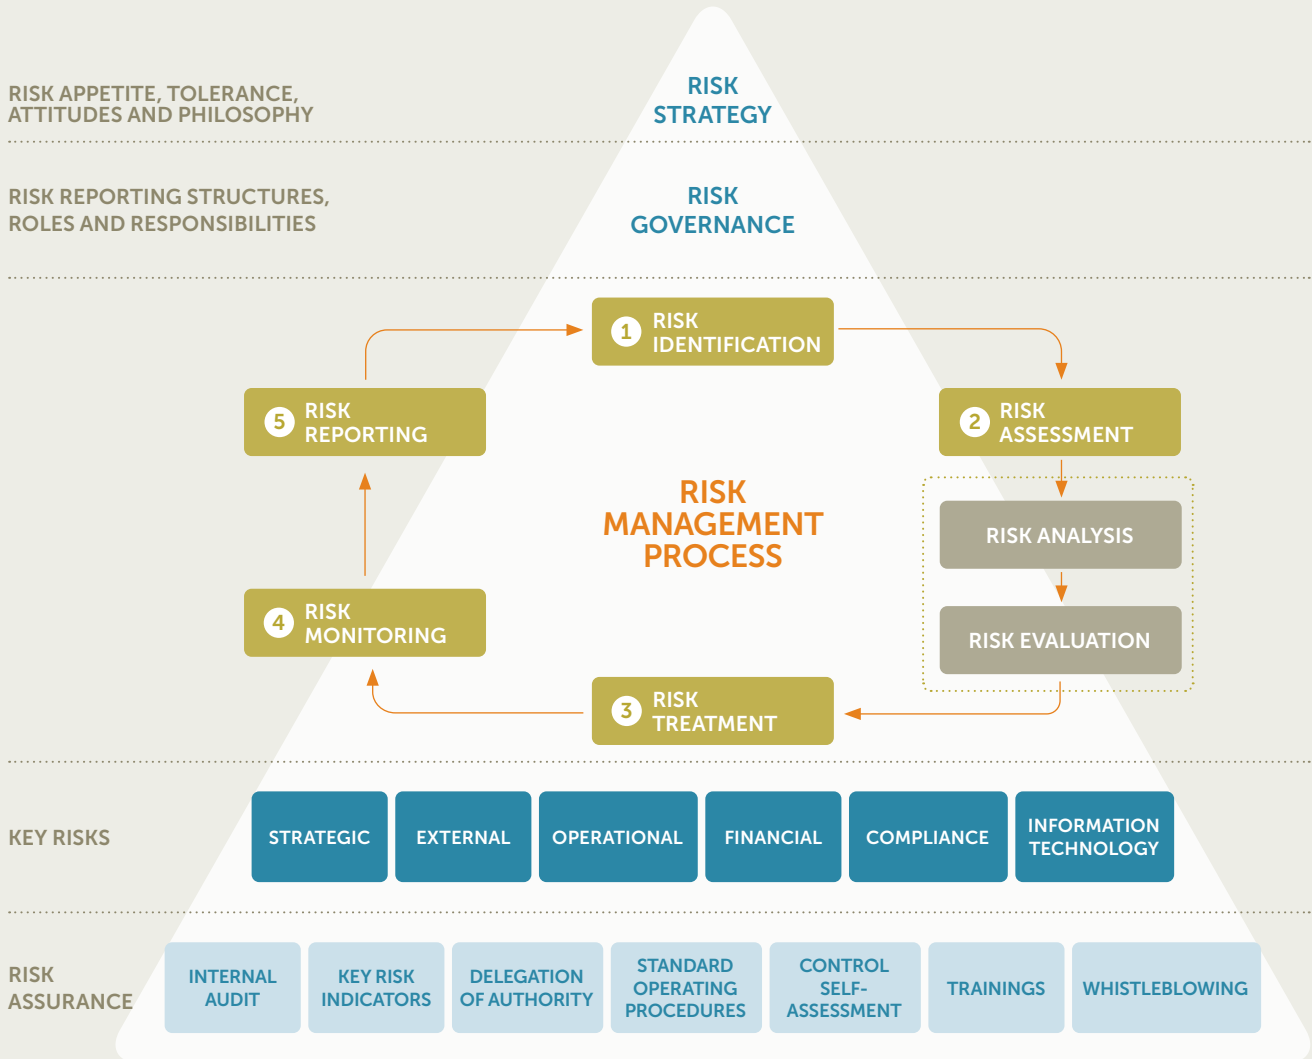 RISK APPETITE, TOLERANCE,
ATTITUDES AND PHILOSOPHY
RISK
STRATEGY
RISK REPORTING STRUCTURES,
ROLES AND RESPONSIBILITIES
RISK
GOVERNANCE
1
RISK
IDENTIFICATION
5
RISK
REPORTING
2
RISK
ASSESSMENT
RISK
MANAGEMENT
PROCESS
RISK ANALYSIS
4
RISK
MONITORING
RISK EVALUATION
3
RISK
TREATMENT
KEY RISKS
STRATEGIC
EXTERNAL
OPERATIONAL
FINANCIAL
COMPLIANCE
INFORMATION
TECHNOLOGY
RISK
ASSURANCE
INTERNAL
AUDIT
KEY RISK
INDICATORS
DELEGATION
OF AUTHORITY
STANDARD
OPERATING
PROCEDURES
CONTROL
SELF-
ASSESSMENT
TRAININGS
WHISTLEBLOWING